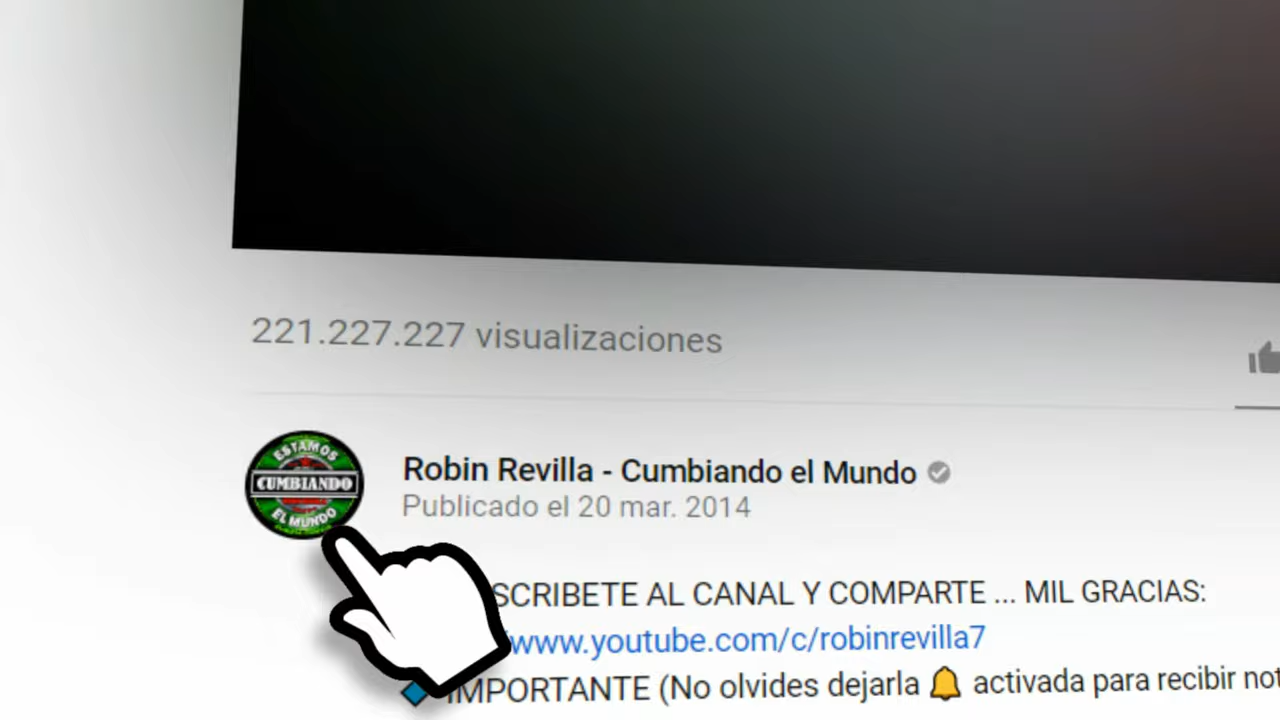 221.227.227 visualizaciones
ESTAMOS
CUMBIANDO
EL MUNDO
Robin Revilla - Cumbiando el Mundo
Publicado el 20 mar. 2014
SCRIBETE AL CANAL Y COMPARTE ... MIL GRACIAS:
/www.youtube.com/c/robinrevilla7
IMPORTANTE (No olvides dejarla 🔔 activada para recibir not